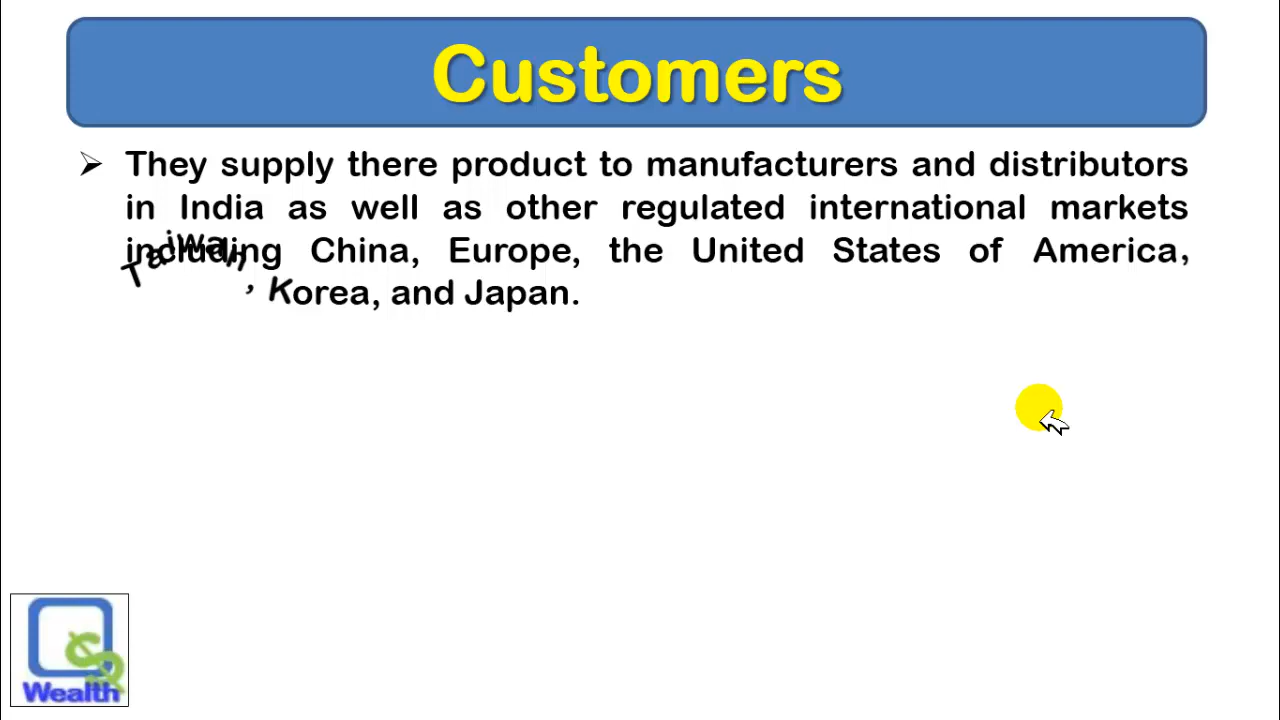 Customers
They supply there product to manufacturers and distributors
in India as well as other regulated international markets
including China, Europe, the United States of America,
Taiwan, Korea, and Japan.
Wealth